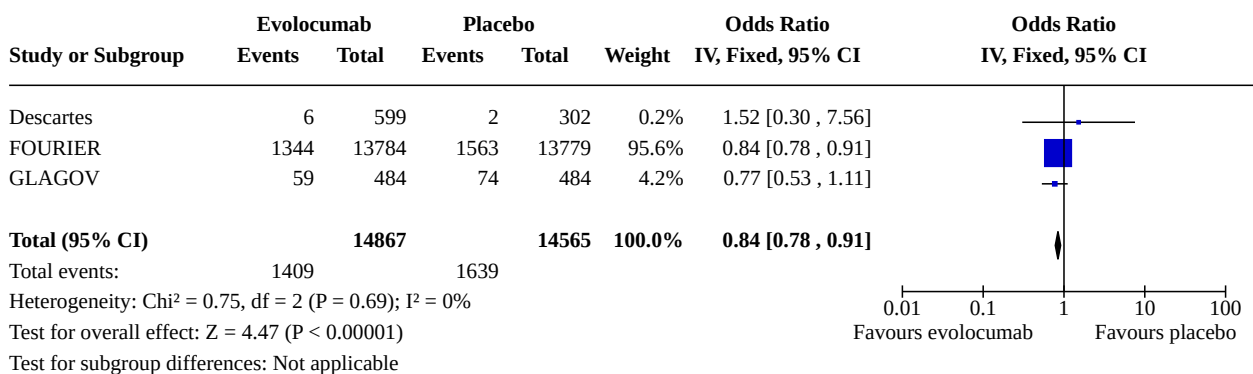 Evolocumab Placebo Odds Ratio Odds Ratio
Study or Subgroup Events Total Events Total Weight IV, Fixed, 95% CI IV, Fixed, 95% CI
Descartes 6 599 2 302 0.2% 1.52 [0.30 , 7.56]
FOURIER 1344 13784 1563 13779 95.6% 0.84 [0.78 , 0.91]
GLAGOV 59 484 74 484 4.2% 0.77 [0.53 , 1.11]
Total (95% CI) 14867 14565 100.0% 0.84 [0.78 , 0.91]
Total events: 1409 1639
Heterogeneity: Chi² = 0.75, df = 2 (P = 0.69); I² = 0%
0.01 0.1 1 10 100
Test for overall effect: Z = 4.47 (P < 0.00001)
Favours evolocumab Favours placebo
Test for subgroup differences: Not applicable